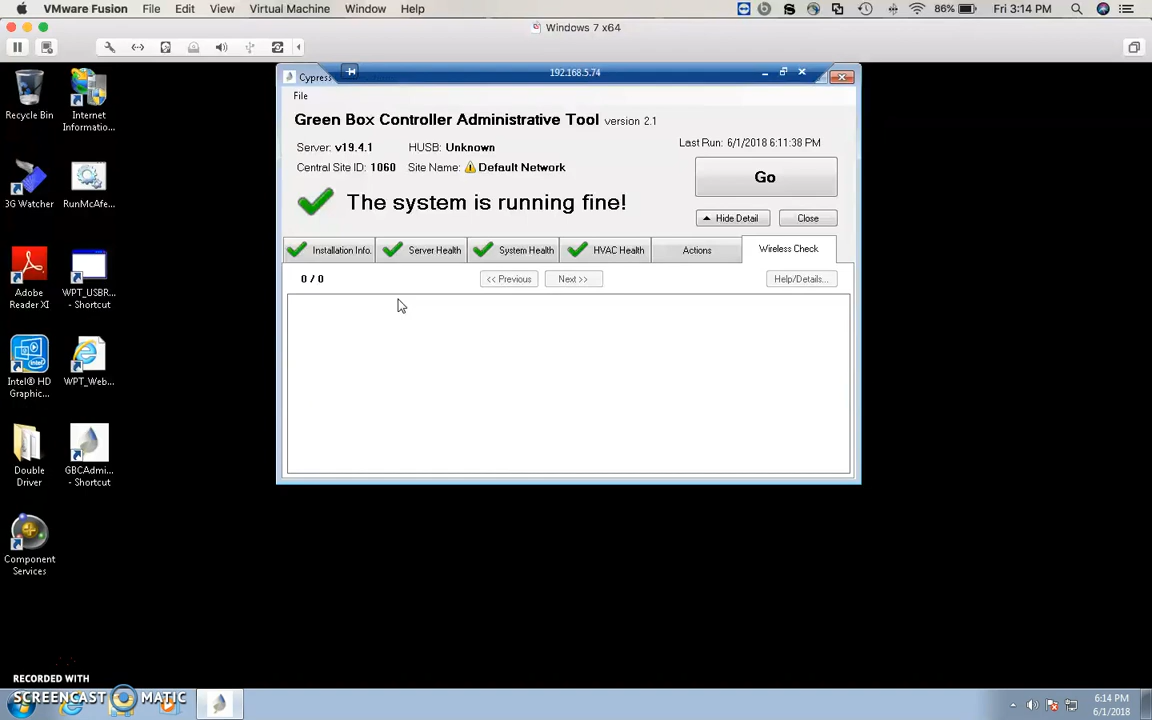 VMware Fusion File Edit View Virtual Machine Window Help 86% Fri 3:14 PM
Windows 7 x64
192.168.5.74
Cypress
File
Green Box Controller Administrative Tool version 2.1
Last Run: 6/1/2018 6:11:38 PM
Server: v19.4.1 HUSB: Unknown
Central Site ID: 1060 Site Name: Default Network
Go
The system is running fine!
Hide Detail Close
Installation Info. Server Health System Health HVAC Health Actions Wireless Check
0 / 0 << Previous Next >> Help/Details...
Recycle Bin
Internet
Informatio...
3G Watcher
RunMcAfe...
Adobe
Reader XI
WPT_USBR...
- Shortcut
Intel® HD
Graphic...
WPT_Web...
Double
Driver
GBCAdmi...
- Shortcut
Component
Services
RECORDED WITH
SCREENCAST MATIC
6:14 PM
6/1/2018